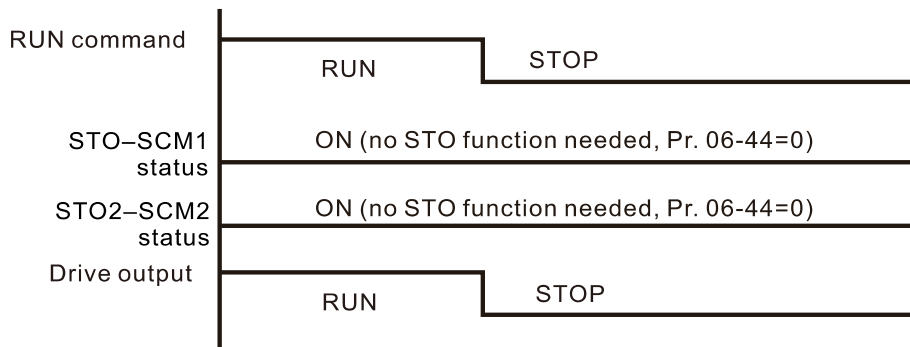 RUN command
RUN
STOP
STO–SCM1
status
ON (no STO function needed, Pr. 06-44=0)
STO2–SCM2
status
ON (no STO function needed, Pr. 06-44=0)
Drive output
RUN
STOP